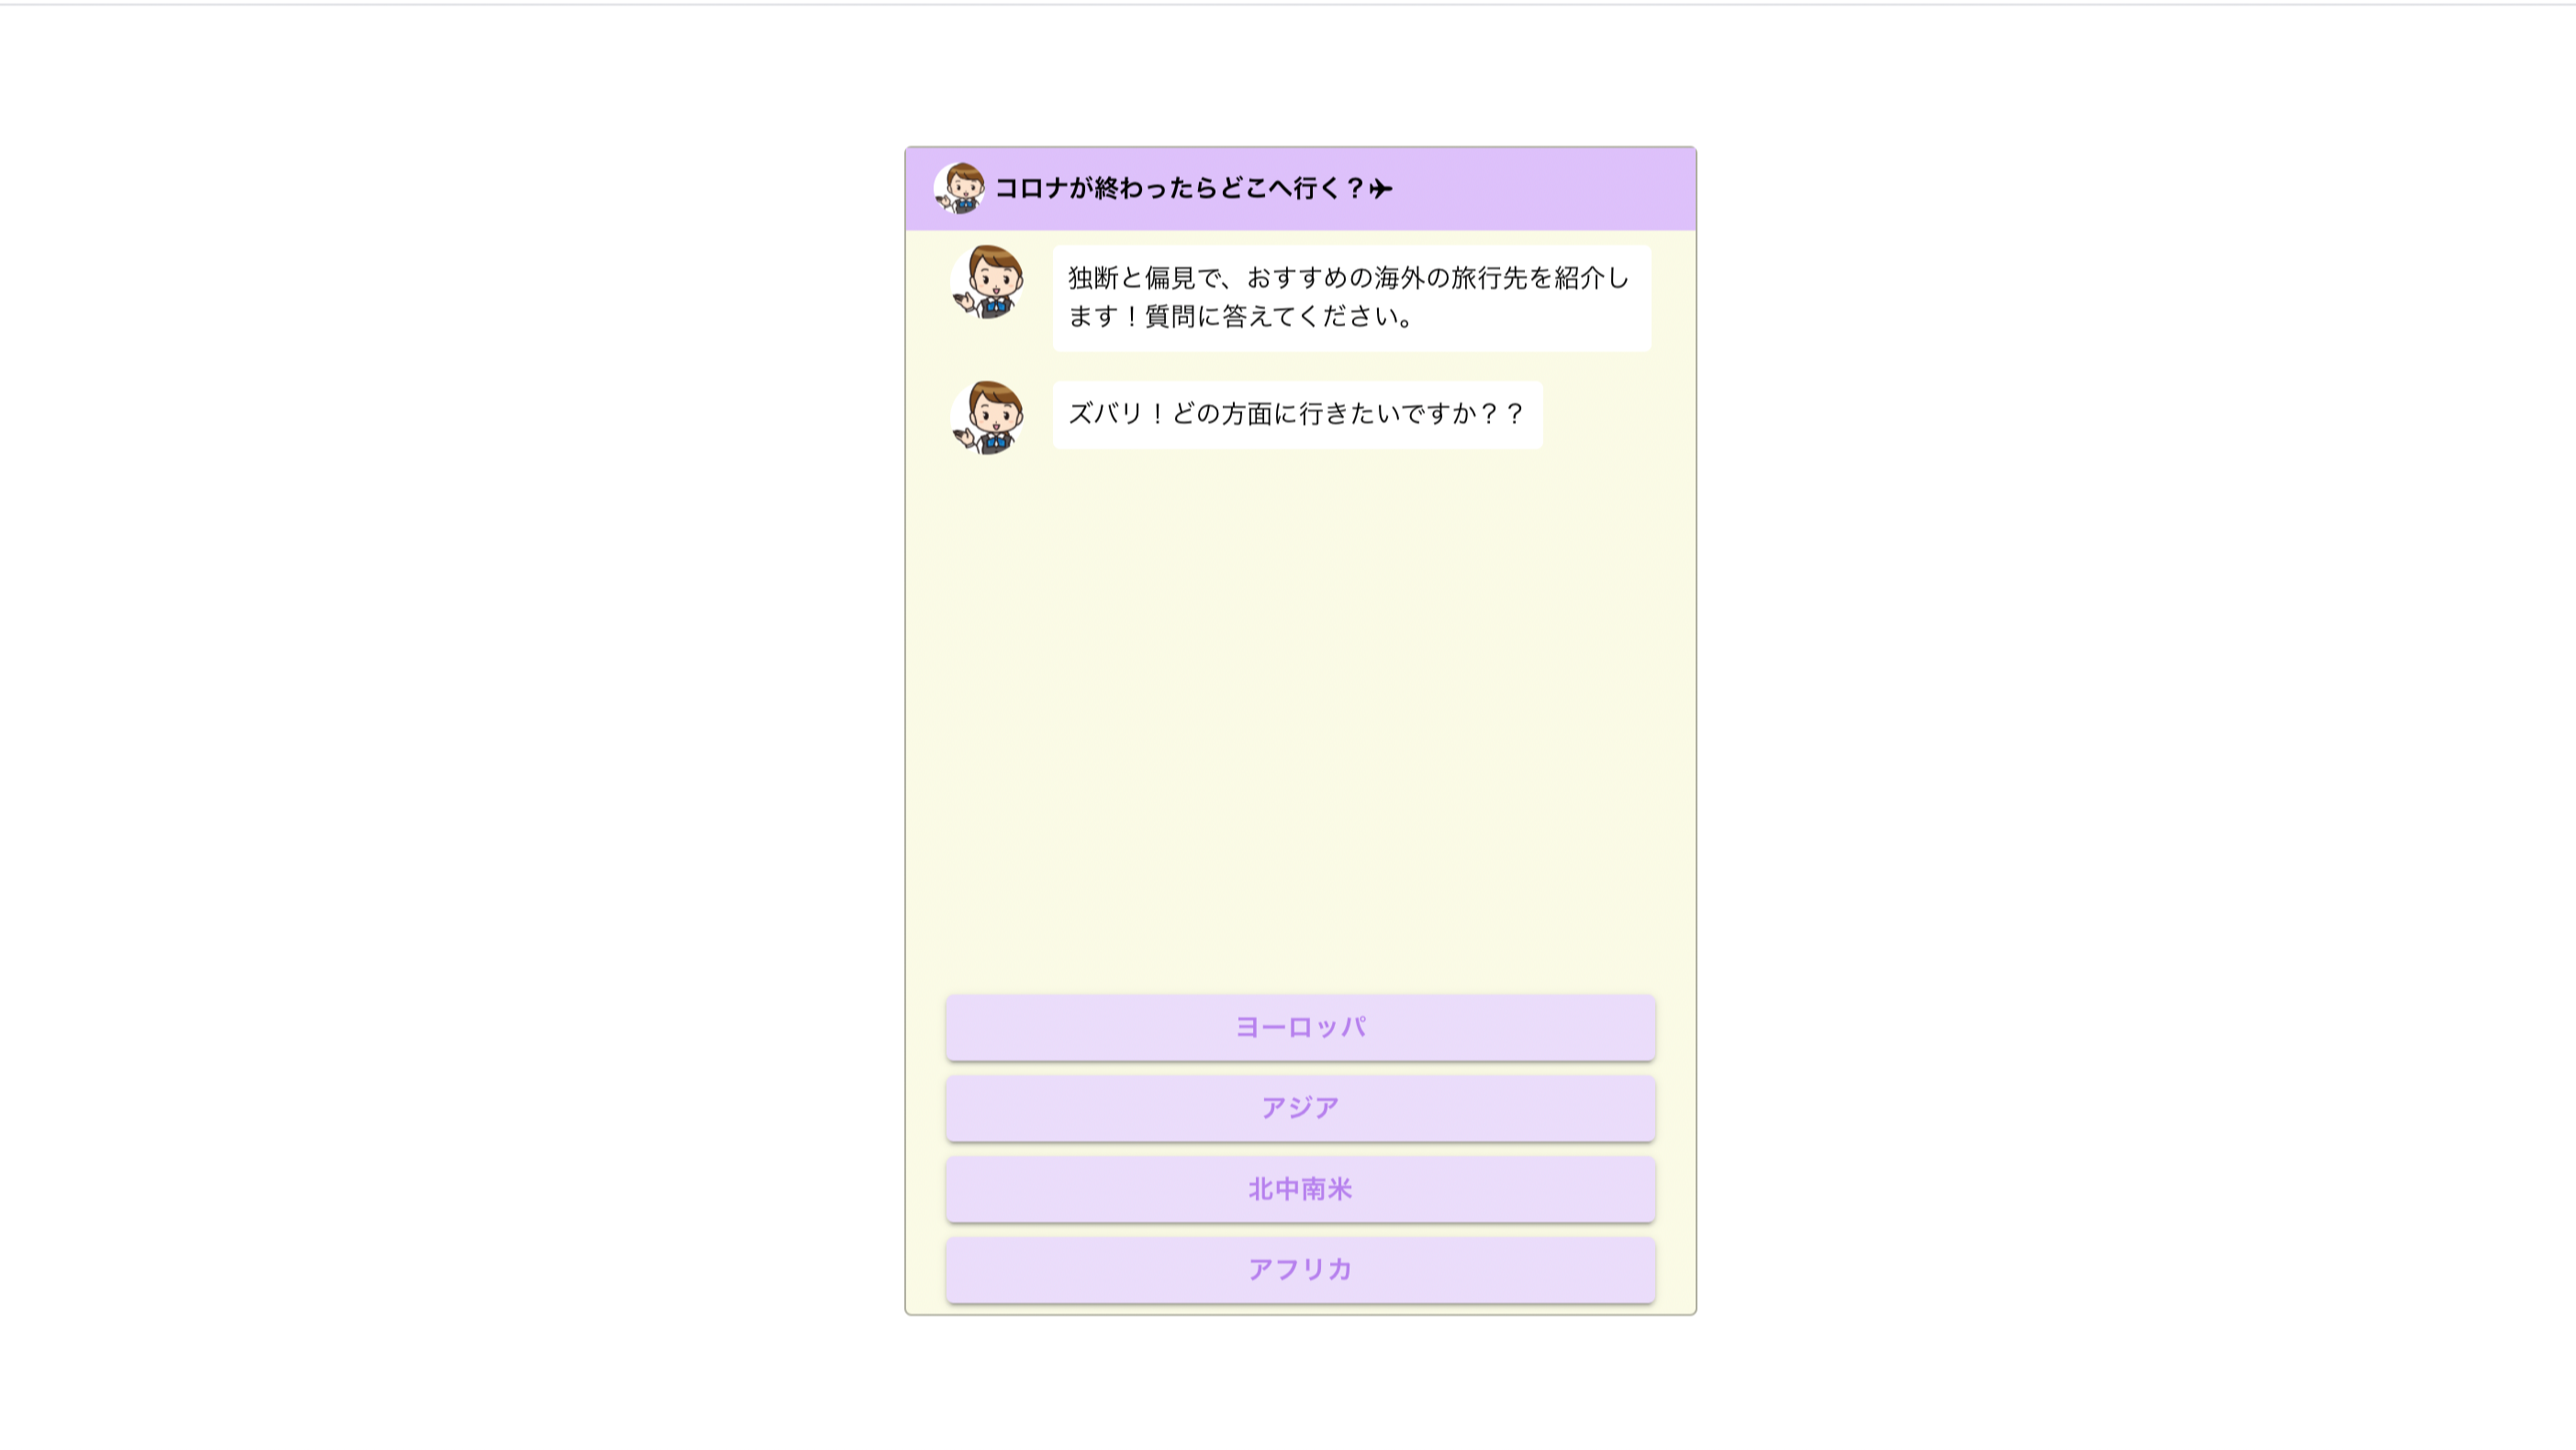 コロナが終わったらどこへ行く？✈
独断と偏見で、おすすめの海外の旅行先を紹介し
ます！質問に答えてください。
ズバリ！どの方面に行きたいですか？？
ヨーロッパ
アジア
北中南米
アフリカ